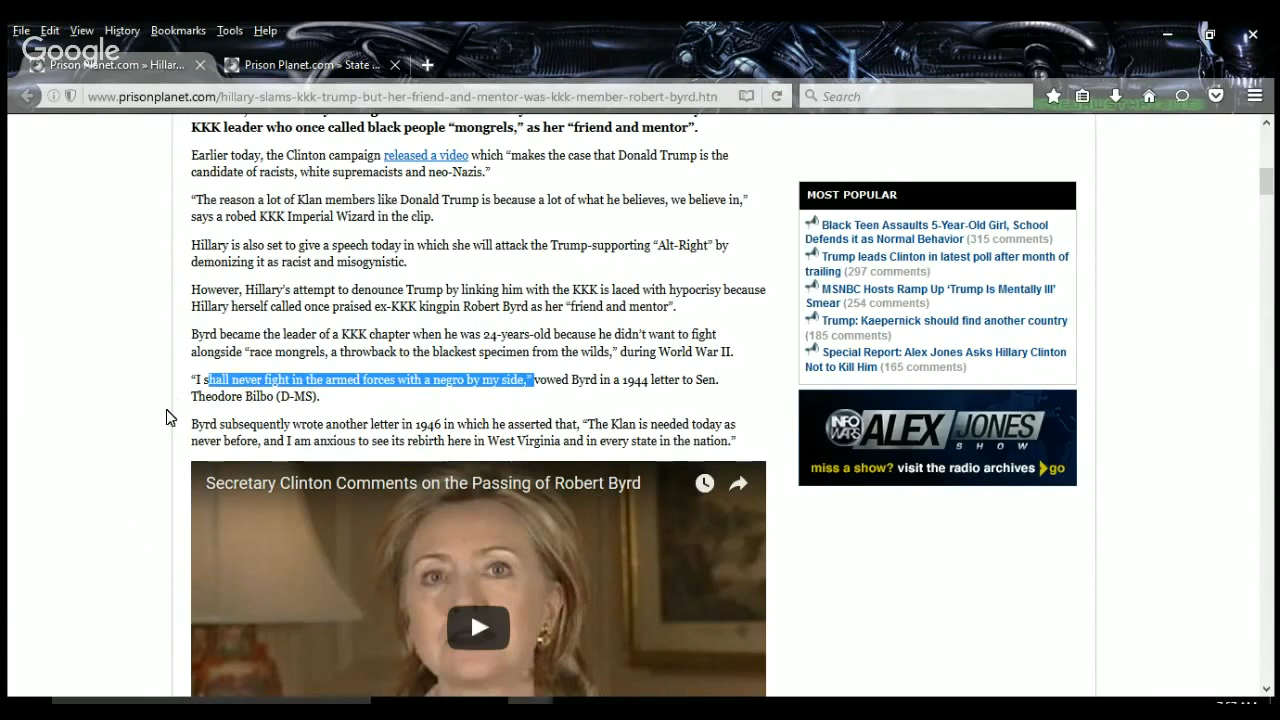 File Edit View History Bookmarks Tools Help
Google
Prison Planet.com » Hillar...
Prison Planet.com » State ...
www.prisonplanet.com/hillary-slams-kkk-trump-but-her-friend-and-mentor-was-kkk-member-robert-byrd.htn
Search
KKK leader who once called black people “mongrels,” as her “friend and mentor”.
Earlier today, the Clinton campaign released a video which “makes the case that Donald Trump is the
candidate of racists, white supremacists and neo-Nazis.”
“The reason a lot of Klan members like Donald Trump is because a lot of what he believes, we believe in,”
says a robed KKK Imperial Wizard in the clip.
Hillary is also set to give a speech today in which she will attack the Trump-supporting “Alt-Right” by
demonizing it as racist and misogynistic.
However, Hillary’s attempt to denounce Trump by linking him with the KKK is laced with hypocrisy because
Hillary herself called once praised ex-KKK kingpin Robert Byrd as her “friend and mentor”.
Byrd became the leader of a KKK chapter when he was 24-years-old because he didn’t want to fight
alongside “race mongrels, a throwback to the blackest specimen from the wilds,” during World War II.
“I shall never fight in the armed forces with a negro by my side,” vowed Byrd in a 1944 letter to Sen.
Theodore Bilbo (D-MS).
Byrd subsequently wrote another letter in 1946 in which he asserted that, “The Klan is needed today as
never before, and I am anxious to see its rebirth here in West Virginia and in every state in the nation.”
Secretary Clinton Comments on the Passing of Robert Byrd
MOST POPULAR
Black Teen Assaults 5-Year-Old Girl, School
Defends it as Normal Behavior (315 comments)
Trump leads Clinton in latest poll after month of
trailing (297 comments)
MSNBC Hosts Ramp Up ‘Trump Is Mentally Ill’
Smear (254 comments)
Trump: Kaepernick should find another country
(185 comments)
Special Report: Alex Jones Asks Hillary Clinton
Not to Kill Him (165 comments)
INFO WARS ALEX JONES
SHOW
miss a show? visit the radio archives go